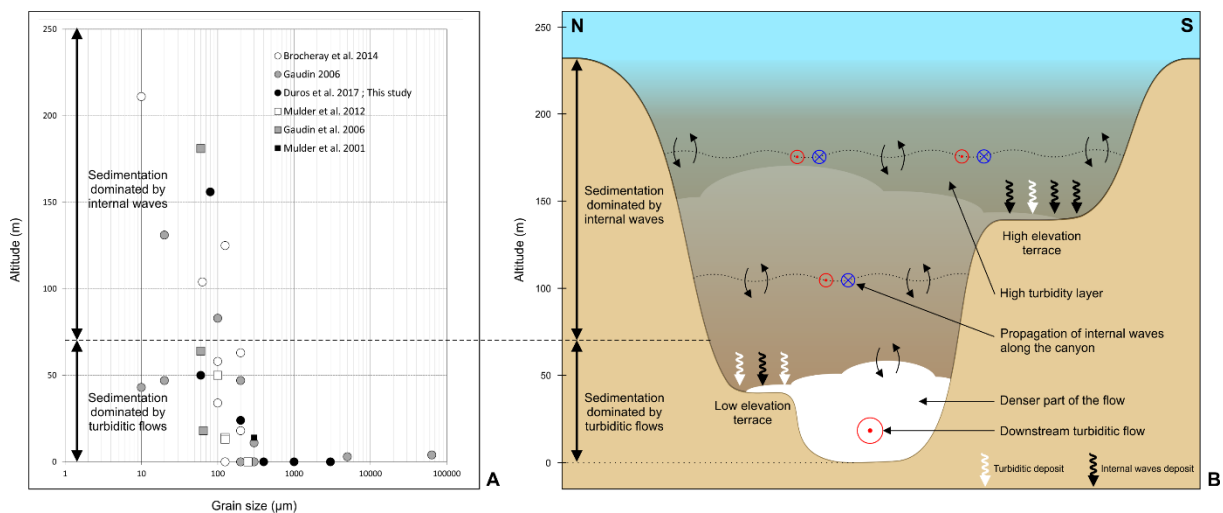 250
200
150
100
50
0
1
10
100
1000
10000
100000
Altitude (m)
Grain size (µm)
Brocheray et al. 2014
Gaudin 2006
Duros et al. 2017 ; This study
Mulder et al. 2012
Gaudin et al. 2006
Mulder et al. 2001
Sedimentation
dominated by
internal waves
Sedimentation
dominated by
turbiditic flows
A
N
S
250
200
150
100
50
0
Altitude (m)
Sedimentation
dominated by
internal waves
Sedimentation
dominated by
turbiditic flows
High elevation
terrace
High turbidity layer
Propagation of internal waves
along the canyon
Low elevation
terrace
Denser part of the flow
Downstream turbiditic flow
Turbiditic deposit
Internal waves deposit
B